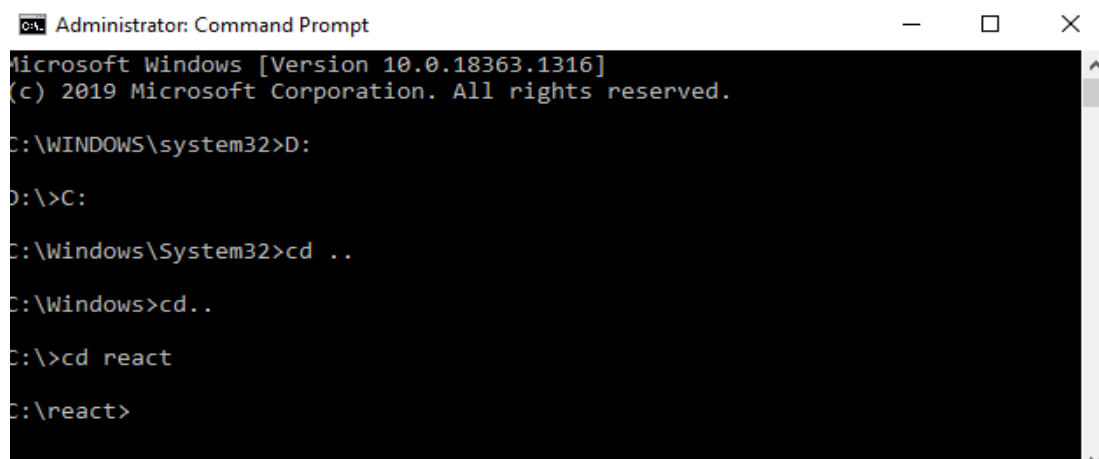 Administrator: Command Prompt
Microsoft Windows [Version 10.0.18363.1316]
(c) 2019 Microsoft Corporation. All rights reserved.
C:\WINDOWS\system32>D:
D:\>C:
C:\Windows\System32>cd ..
C:\Windows>cd..
C:\>cd react
C:\react>